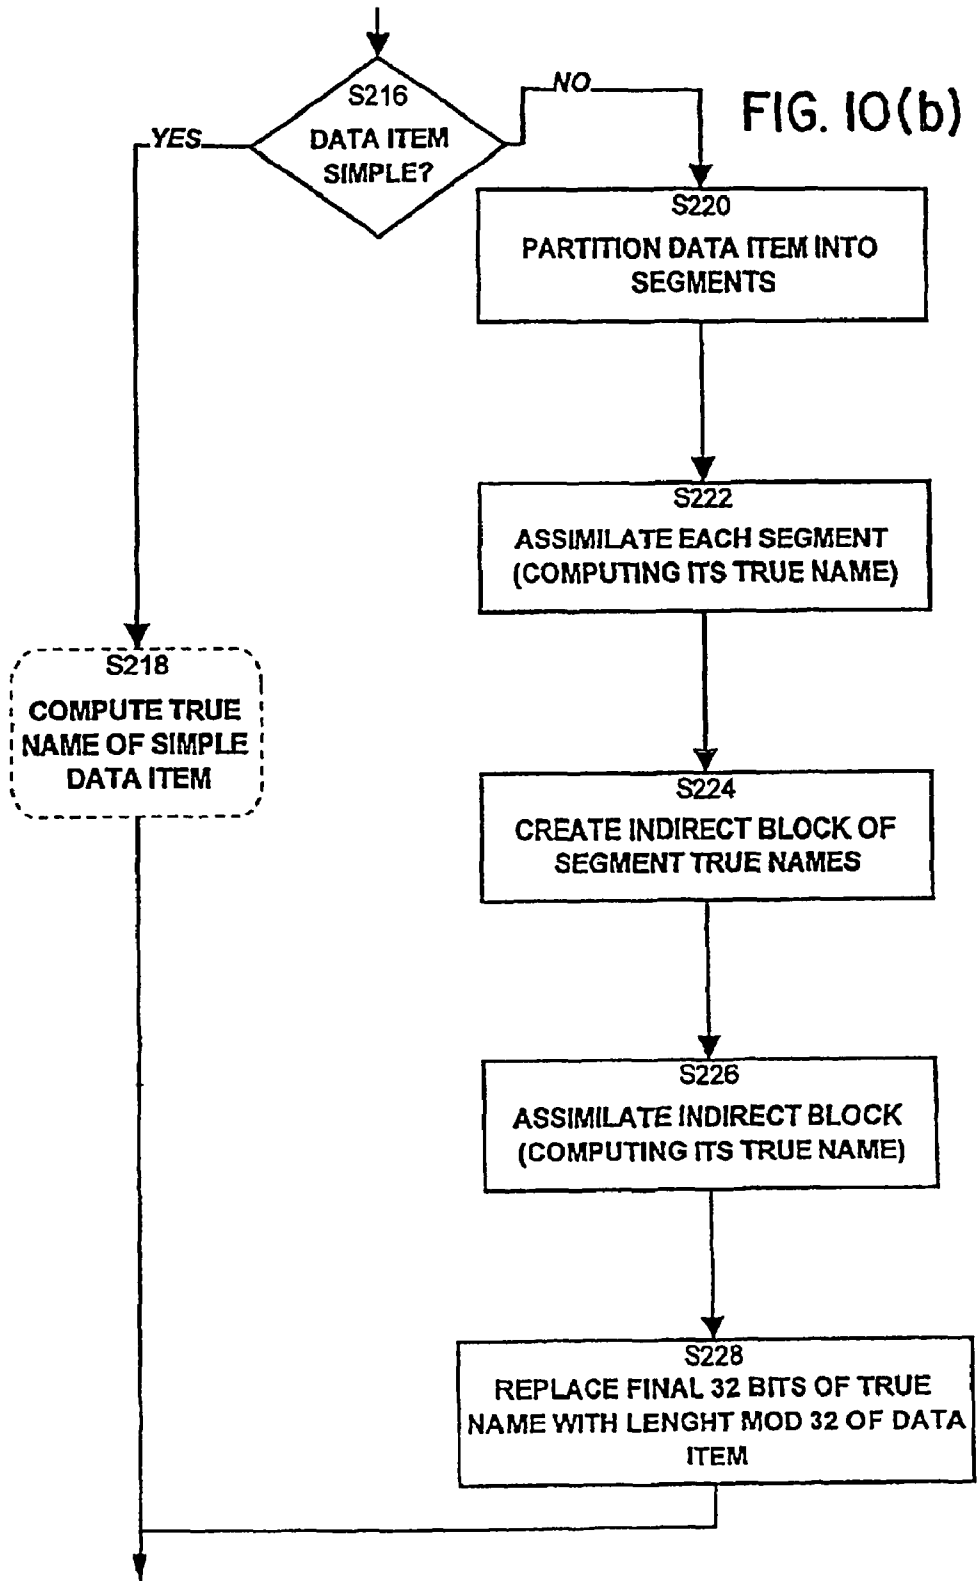 FIG. 10(b)
S216
DATA ITEM
SIMPLE?
YES
NO
S220
PARTITION DATA ITEM INTO
SEGMENTS
S222
ASSIMILATE EACH SEGMENT
(COMPUTING ITS TRUE NAME)
S218
COMPUTE TRUE
NAME OF SIMPLE
DATA ITEM
S224
CREATE INDIRECT BLOCK OF
SEGMENT TRUE NAMES
S226
ASSIMILATE INDIRECT BLOCK
(COMPUTING ITS TRUE NAME)
S228
REPLACE FINAL 32 BITS OF TRUE
NAME WITH LENGHT MOD 32 OF DATA
ITEM